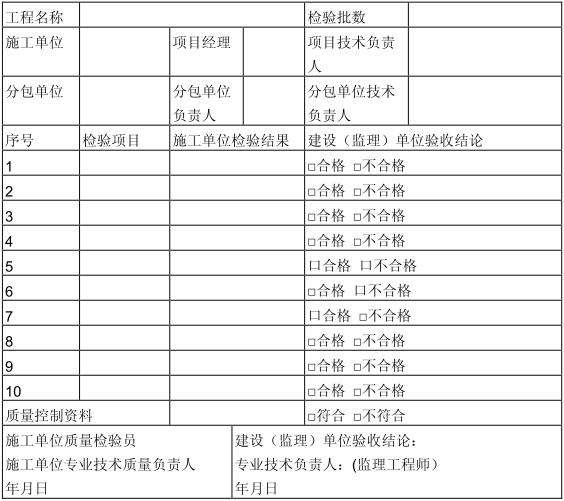 工程名称 检验批数
施工单位 项目经理 项目技术负责
人
分包单位 分包单位 分包单位技术
负责人 负责人
序号 检验项目 施工单位检验结果 建设（监理）单位验收结论
1 □合格 □不合格
2 □合格 □不合格
3 □合格 □不合格
4 □合格 □不合格
5 口合格 口不合格
6 □合格 口不合格
7 口合格 □不合格
8 □合格 □不合格
9 □合格 □不合格
10 □合格 □不合格
质量控制资料 □符合 □不符合
施工单位质量检验员 建设（监理）单位验收结论：
施工单位专业技术质量负责人 专业技术负责人：(监理工程师）
年月日 年月日